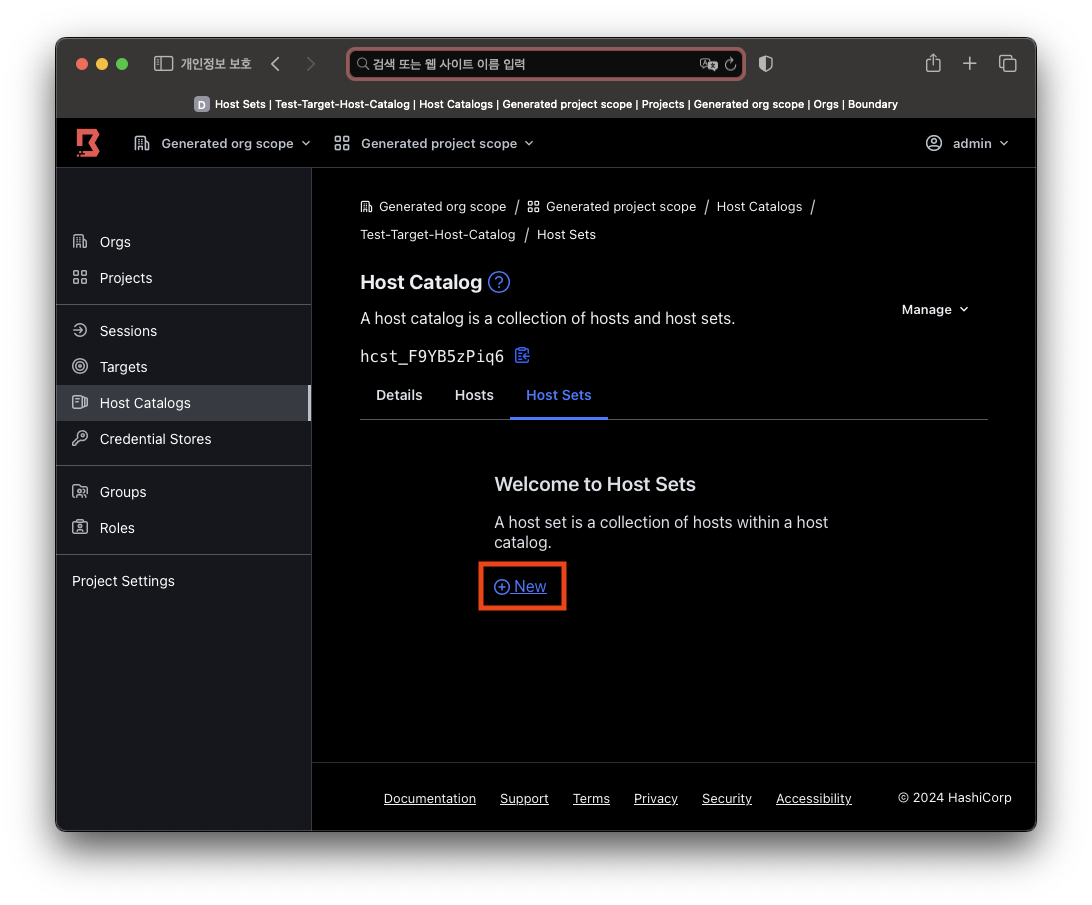 개인정보 보호
검색 또는 웹 사이트 이름 입력
D Host Sets | Test-Target-Host-Catalog | Host Catalogs | Generated project scope | Projects | Generated org scope | Orgs | Boundary
Generated org scope
Generated project scope
admin
Orgs
Projects
Sessions
Targets
Host Catalogs
Credential Stores
Groups
Roles
Project Settings
Generated org scope / Generated project scope / Host Catalogs /
Test-Target-Host-Catalog / Host Sets
Host Catalog ?
A host catalog is a collection of hosts and host sets.
Manage
hcst_F9YB5zPiq6
Details Hosts Host Sets
Welcome to Host Sets
A host set is a collection of hosts within a host
catalog.
New
Documentation Support Terms Privacy Security Accessibility © 2024 HashiCorp